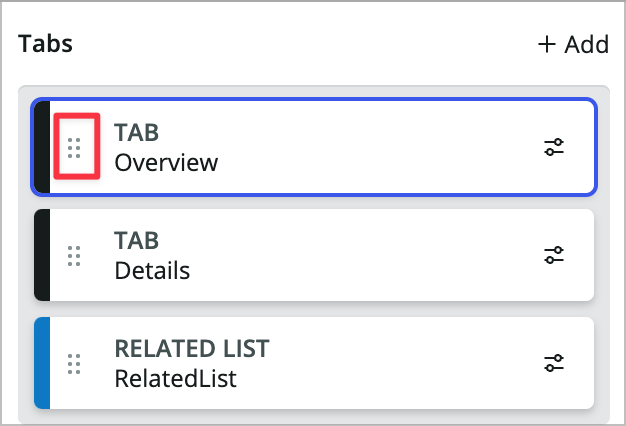 Tabs
+ Add
TAB
Overview
TAB
Details
RELATED LIST
RelatedList